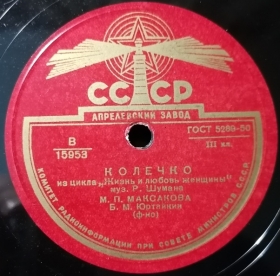 СССР
АПРЕЛЕВСКИЙ ЗАВОД
В
15953
ГОСТ 5289-50
III кл.
КОЛЕЧКО
из цикла „Жизнь и любовь женщины"
муз. Р. Шумана
М. П. МАКСАКОВА
Б. М. Юртайкин
(ф-но)
КОМИТЕТ РАДИОИНФОРМАЦИИ ПРИ СОВЕТЕ МИНИСТРОВ СССР